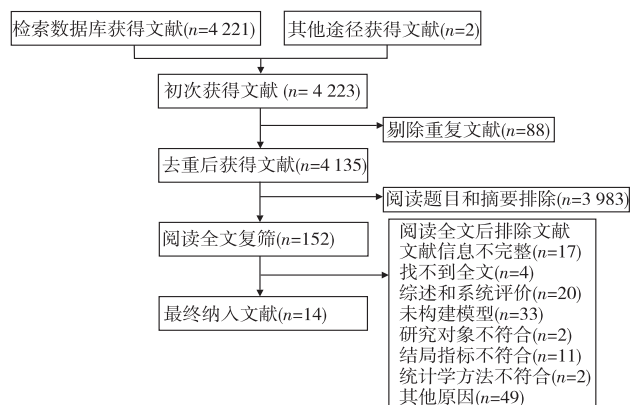 检索数据库获得文献(n=4 221)
其他途径获得文献(n=2)
初次获得文献 (n= 4 223)
剔除重复文献(n=88)
去重后获得文献(n=4 135)
阅读题目和摘要排除(n=3 983)
阅读全文复筛(n=152)
阅读全文后排除文献
文献信息不完整(n=17)
找不到全文(n=4)
综述和系统评价(n=20)
未构建模型(n=33)
研究对象不符合(n=2)
结局指标不符合(n=11)
统计学方法不符合(n=2)
其他原因(n=49)
最终纳入文献(n=14)